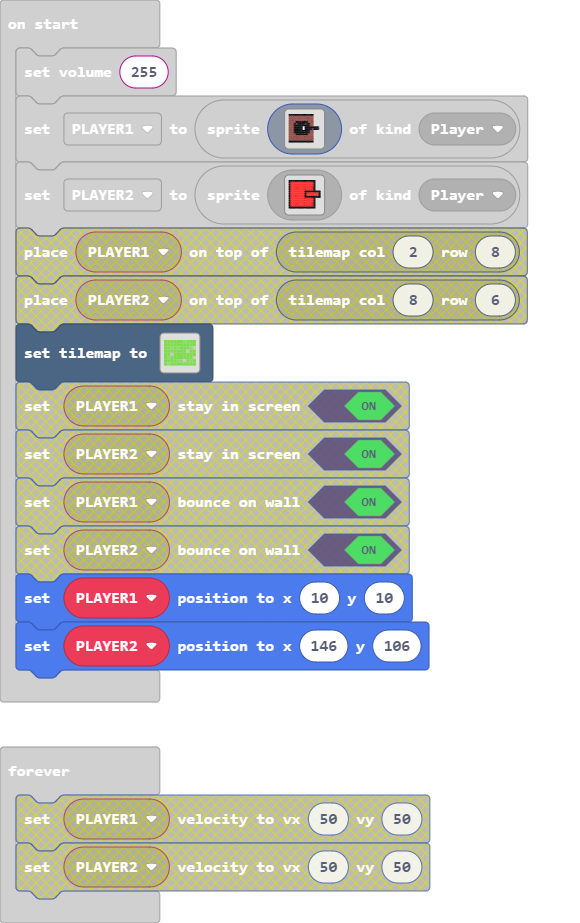 on start
set volume 255
set PLAYER1 to sprite of kind Player
set PLAYER2 to sprite of kind Player
place PLAYER1 on top of tilemap col 2 row 8
place PLAYER2 on top of tilemap col 8 row 6
set tilemap to
set PLAYER1 stay in screen ON
set PLAYER2 stay in screen ON
set PLAYER1 bounce on wall ON
set PLAYER2 bounce on wall ON
set PLAYER1 position to x 10 y 10
set PLAYER2 position to x 146 y 106
forever
set PLAYER1 velocity to vx 50 vy 50
set PLAYER2 velocity to vx 50 vy 50